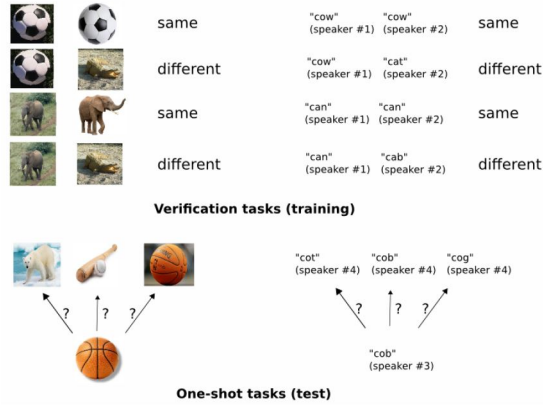 same
"cow" "cow"
(speaker #1) (speaker #2)
same
different
"cow" "cat"
(speaker #1) (speaker #2)
different
same
"can" "can"
(speaker #1) (speaker #2)
same
different
"can" "cab"
(speaker #1) (speaker #2)
different
Verification tasks (training)
"cot" "cob" "cog"
(speaker #4) (speaker #4) (speaker #4)
? ? ? ? ? ?
"cob"
(speaker #3)
One-shot tasks (test)